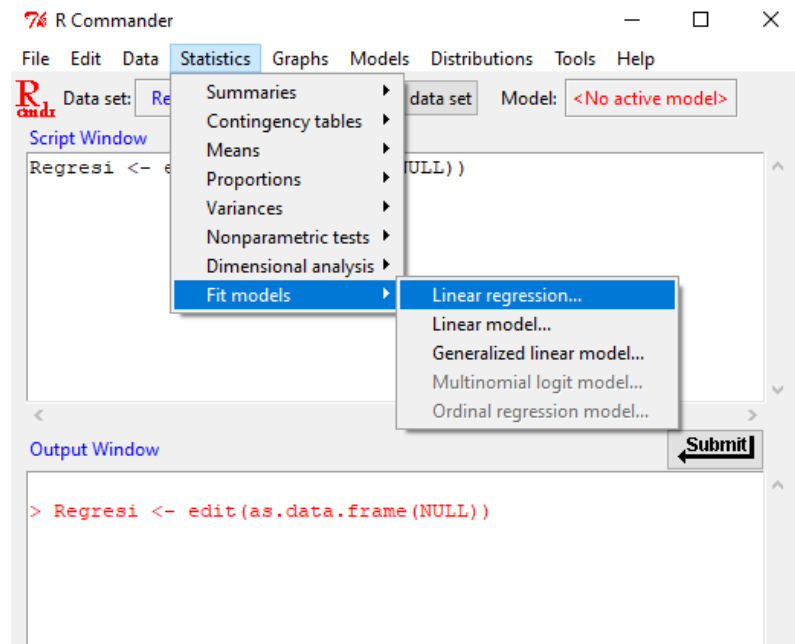 R Commander
File Edit Data Statistics Graphs Models Distributions Tools Help
R cmdr Data set: Re data set Model: <No active model>
Summaries
Contingency tables
Means
Proportions
Variances
Nonparametric tests
Dimensional analysis
Fit models
Linear regression...
Linear model...
Generalized linear model...
Multinomial logit model...
Ordinal regression model...
Script Window
Regresi <- e NULL))
Output Window
Submit
> Regresi <- edit(as.data.frame(NULL))